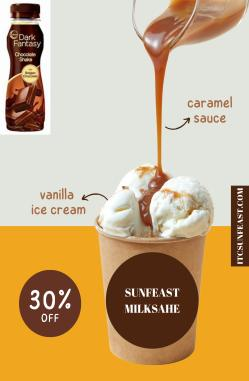 Dark
Fantasy
Chocolate
Shake
caramel
sauce
vanilla
ice cream
ITCSUNFEAST.COM
30%
OFF
SUNFEAST
MILKSAHE